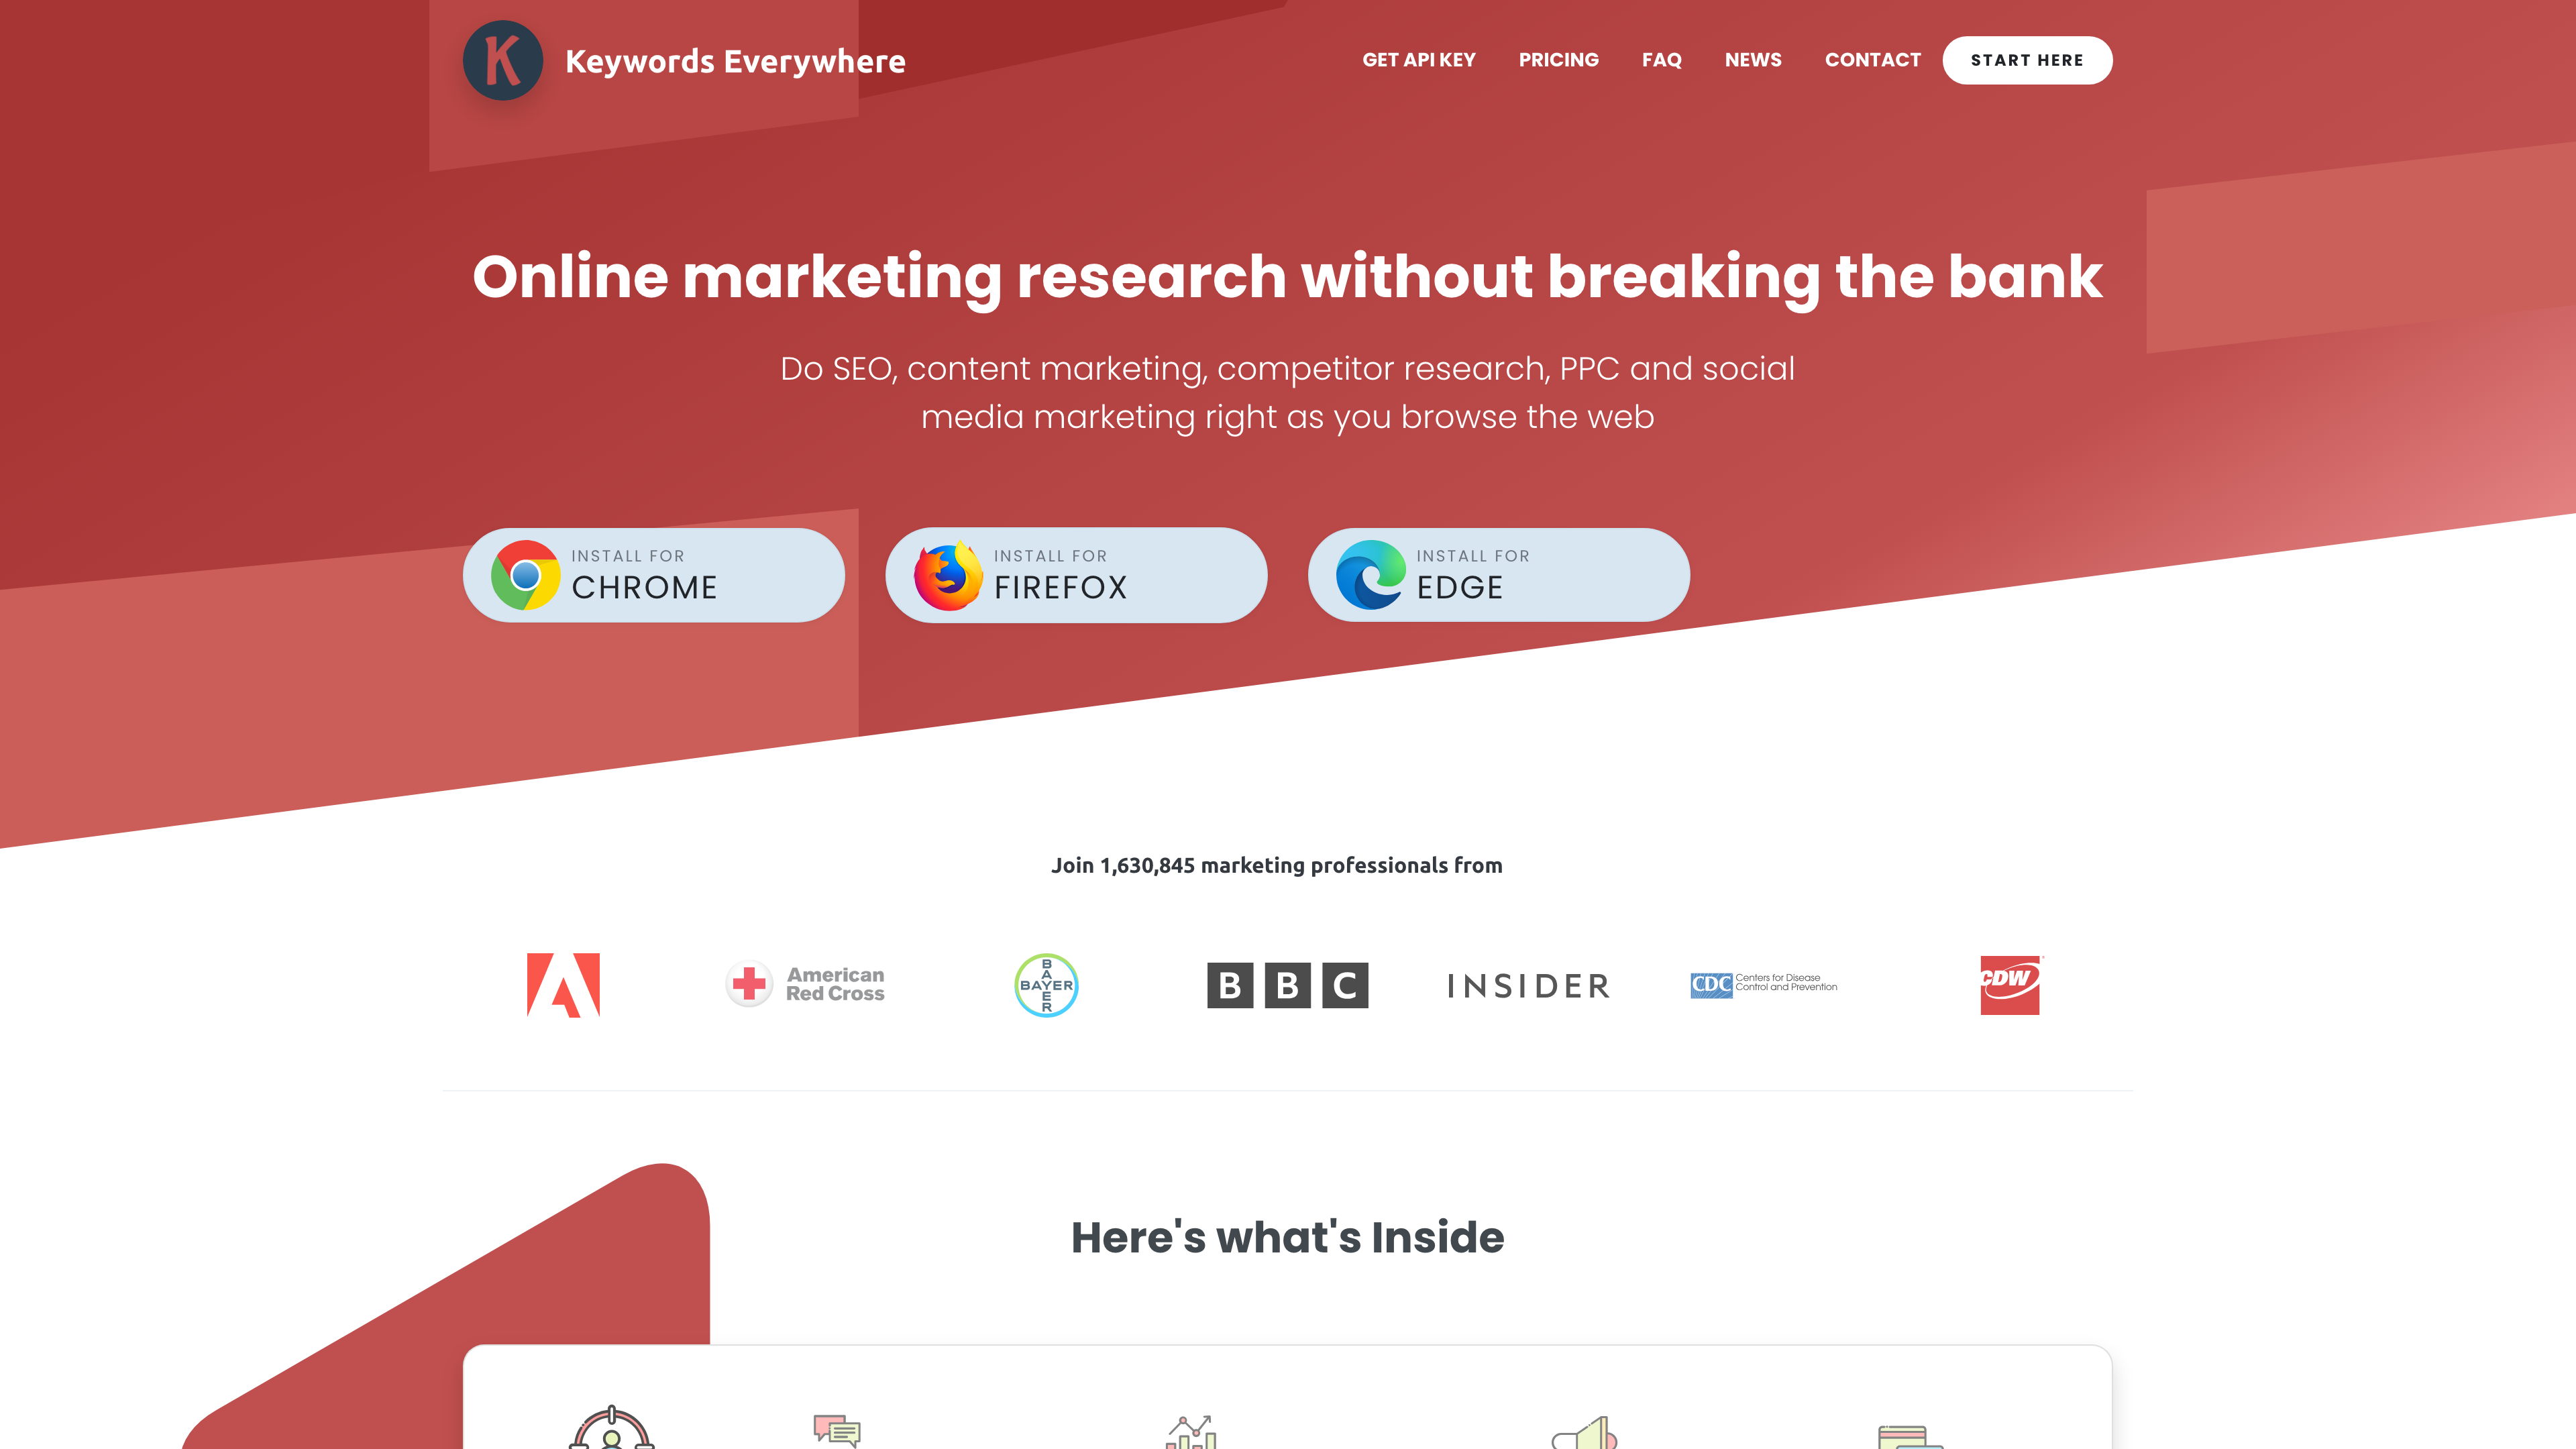 K
Keywords Everywhere
GET API KEY
PRICING
FAQ
NEWS
CONTACT
START HERE
Online marketing research without breaking the bank
Do SEO, content marketing, competitor research, PPC and social
media marketing right as you browse the web
INSTALL FOR
CHROME
INSTALL FOR
FIREFOX
INSTALL FOR
EDGE
Join 1,630,845 marketing professionals from
American
Red Cross
BAYER
BAYER
BBC
INSIDER
CDC
Centers for Disease
Control and Prevention
CDW
Here's what's Inside